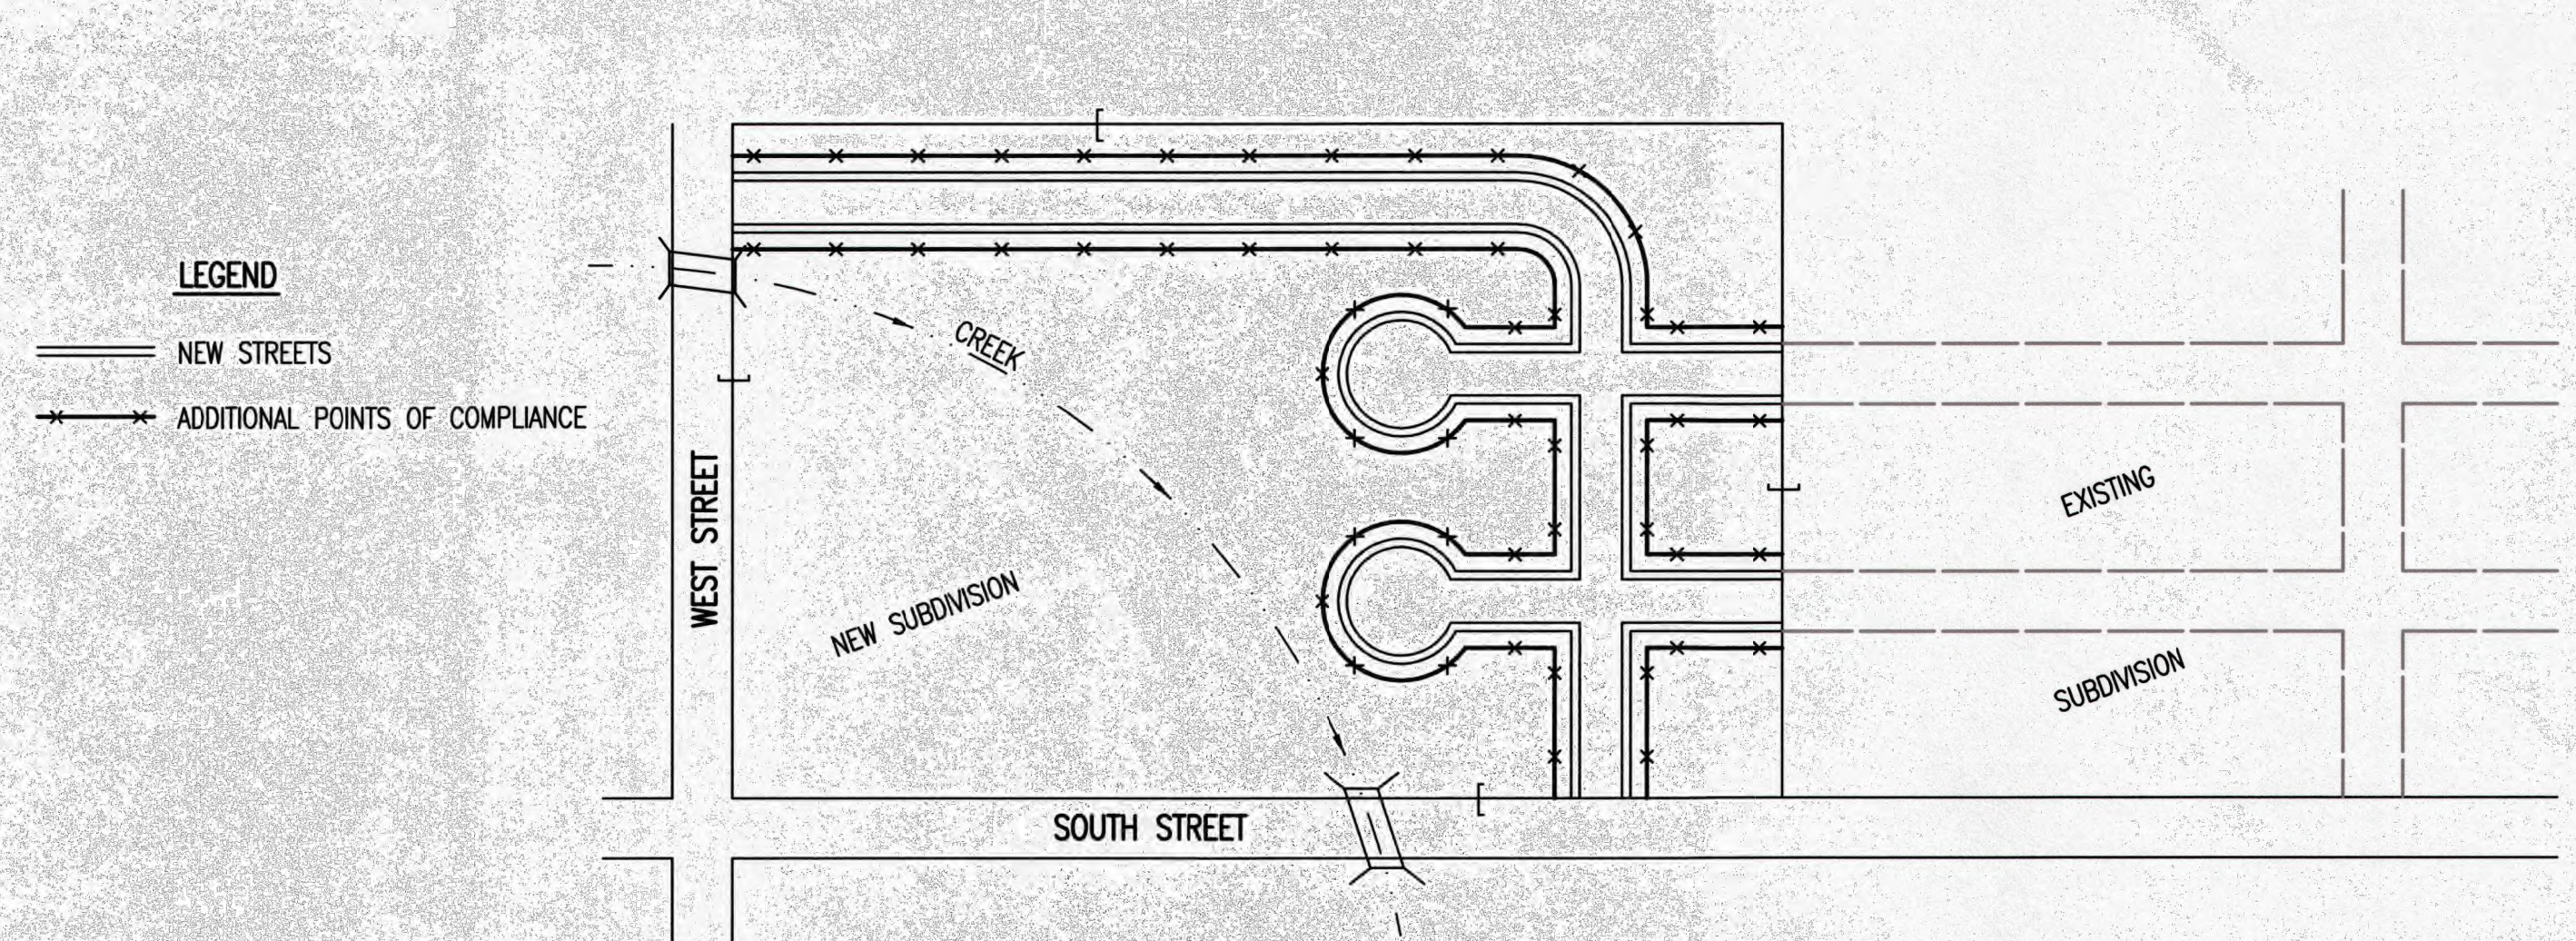 LEGEND
NEW STREETS
ADDITIONAL POINTS OF COMPLIANCE
CREEK
WEST STREET
NEW SUBDIVISION
SOUTH STREET
EXISTING
SUBDIVISION